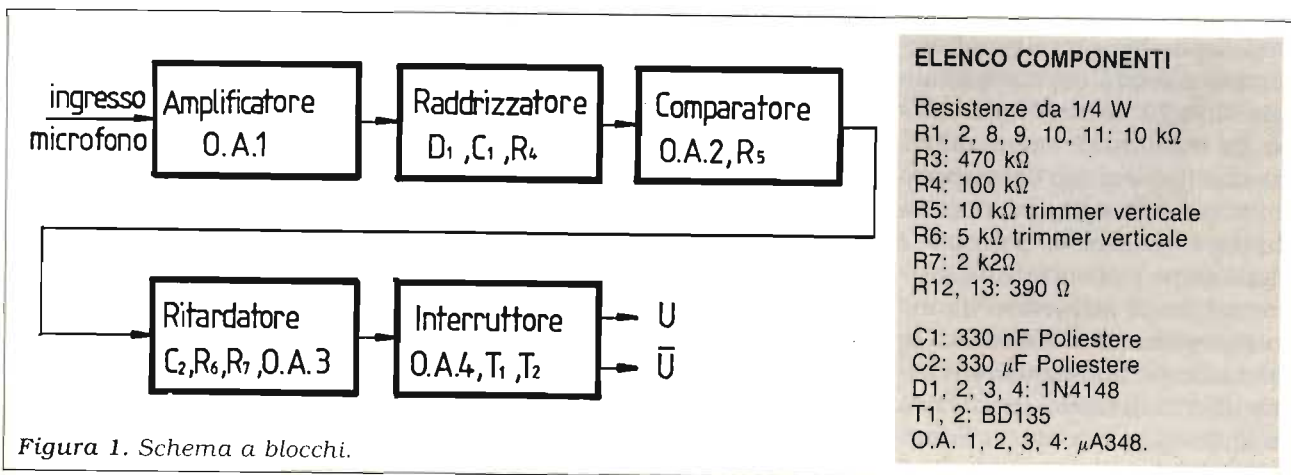 ingresso
microfono
Amplificatore
O.A.1
Raddrizzatore
D1 ,C1 ,R4
Comparatore
O.A.2, R5
Ritardatore
C2,R6,R7,O.A.3
Interruttore
O.A.4,T1 ,T2
U
U̅
Figura 1. Schema a blocchi.
ELENCO COMPONENTI
Resistenze da 1/4 W
R1, 2, 8, 9, 10, 11: 10 kΩ
R3: 470 kΩ
R4: 100 kΩ
R5: 10 kΩ trimmer verticale
R6: 5 kΩ trimmer verticale
R7: 2 k2Ω
R12, 13: 390 Ω
C1: 330 nF Poliestere
C2: 330 μF Poliestere
D1, 2, 3, 4: 1N4148
T1, 2: BD135
O.A. 1, 2, 3, 4: μA348.